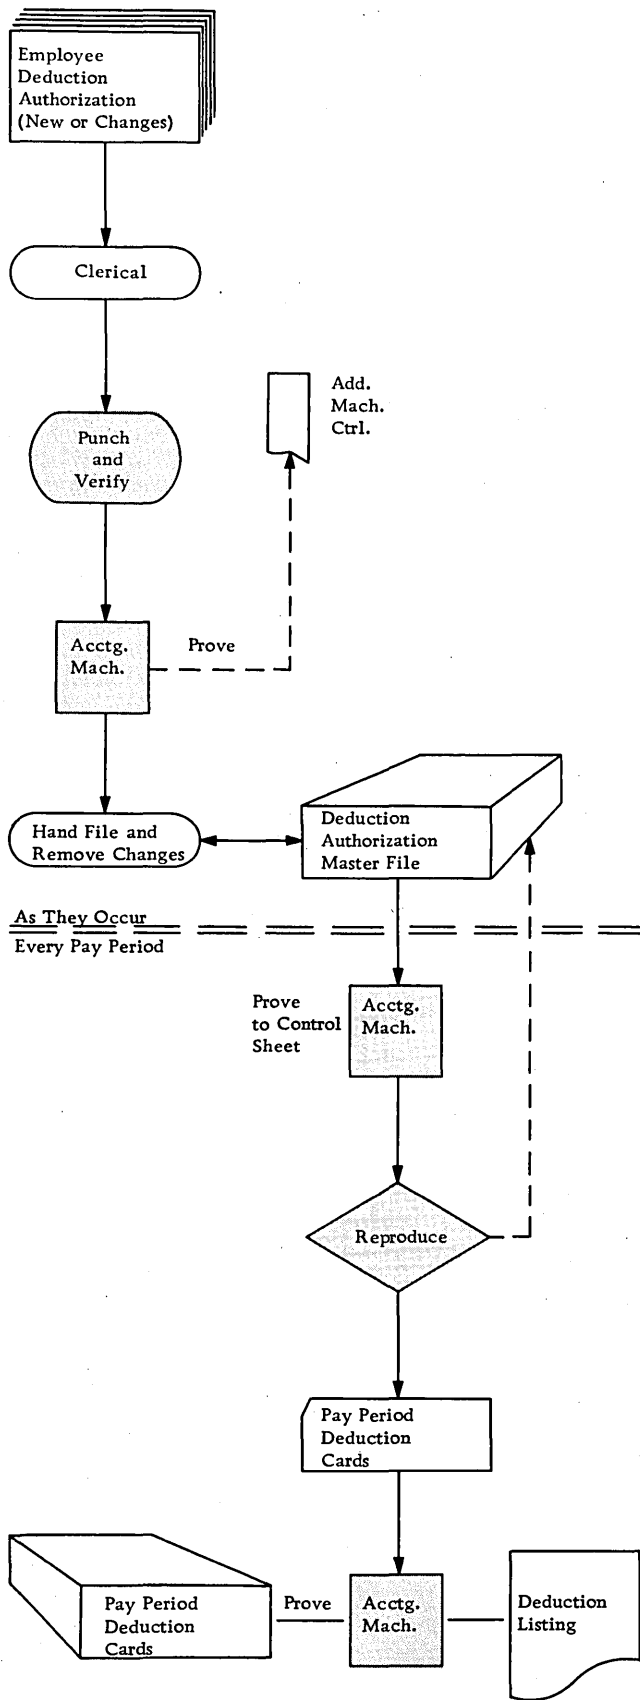 Employee
Deduction
Authorization
(New or Changes)
Clerical
Add.
Mach.
Ctrl.
Punch
and
Verify
Acctg.
Mach.
Prove
Hand File and
Remove Changes
Deduction
Authorization
Master File
As They Occur
Every Pay Period
Prove
to Control
Sheet
Acctg.
Mach.
Reproduce
Pay Period
Deduction
Cards
Pay Period
Deduction
Cards
Prove
Acctg.
Mach.
Deduction
Listing